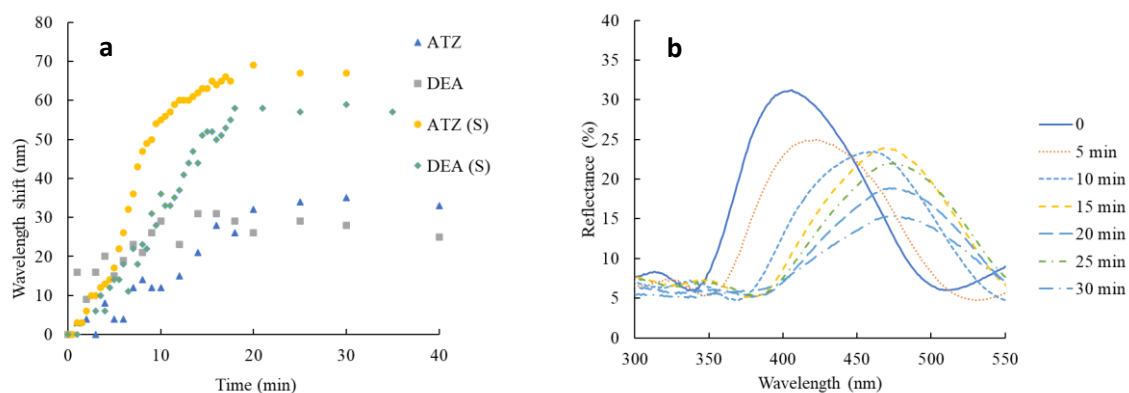 a
80
70
60
50
40
30
20
10
0
0 10 20 30 40
Wavelength shift (nm)
Time (min)
ATZ
DEA
ATZ (S)
DEA (S)
b
40
35
30
25
20
15
10
5
0
300 350 400 450 500 550
Reflectance (%)
Wavelength (nm)
0
5 min
10 min
15 min
20 min
25 min
30 min